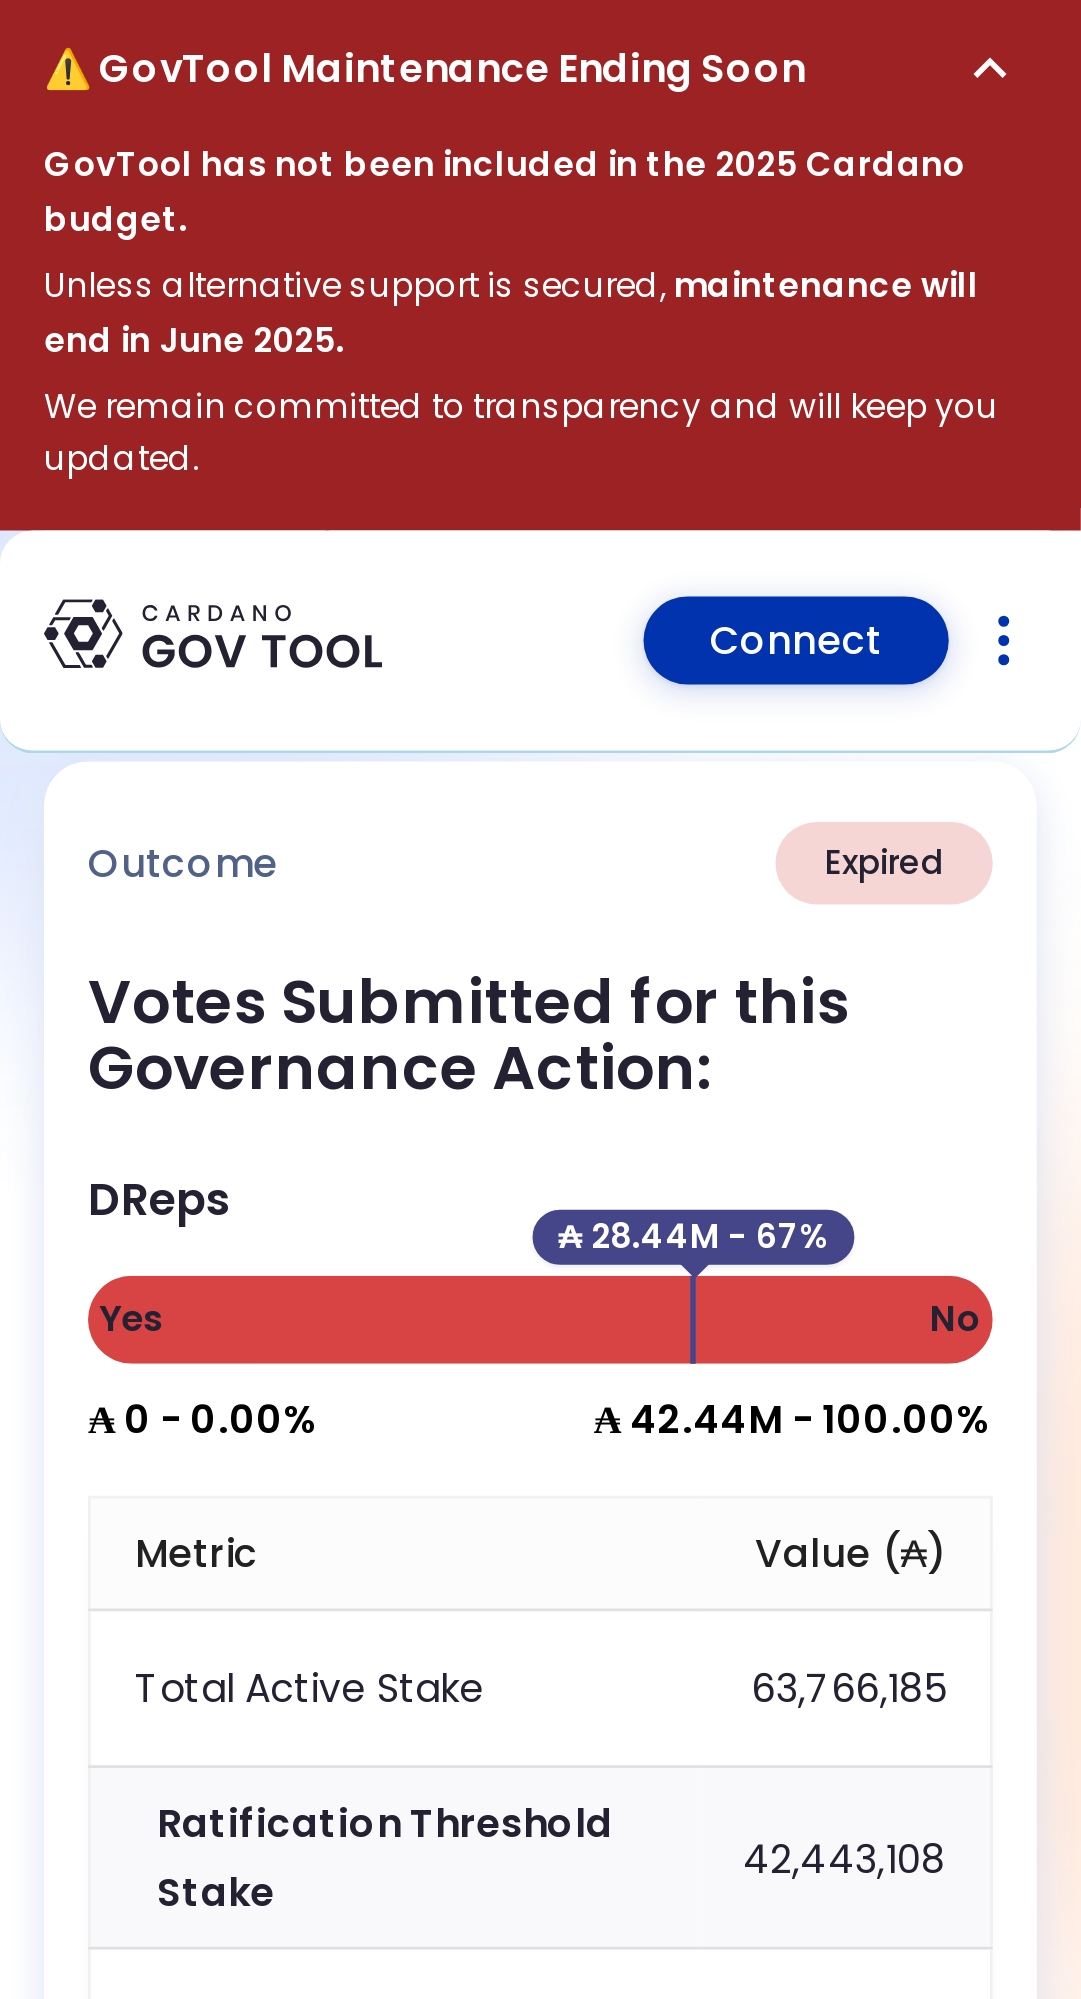 ⚠️ GovTool Maintenance Ending Soon
GovTool has not been included in the 2025 Cardano
budget.
Unless alternative support is secured, maintenance will
end in June 2025.
We remain committed to transparency and will keep you
updated.
CARDANO
GOV TOOL
Connect
Outcome
Expired
Votes Submitted for this
Governance Action:
DReps
₳ 28.44M - 67%
Yes
No
₳ 0 - 0.00%
₳ 42.44M - 100.00%
Metric
Value (₳)
Total Active Stake
63,766,185
Ratification Threshold
Stake
42,443,108